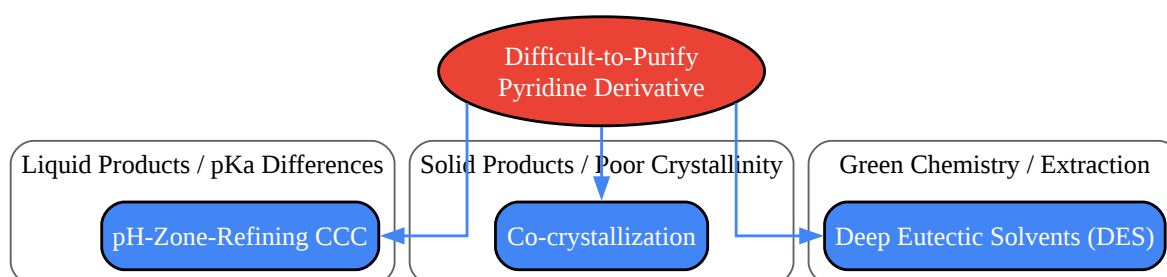 Difficult-to-Purify
Pyridine Derivative
Liquid Products / pKa Differences
Solid Products / Poor Crystallinity
Green Chemistry / Extraction
pH-Zone-Refining CCC
Co-crystallization
Deep Eutectic Solvents (DES)